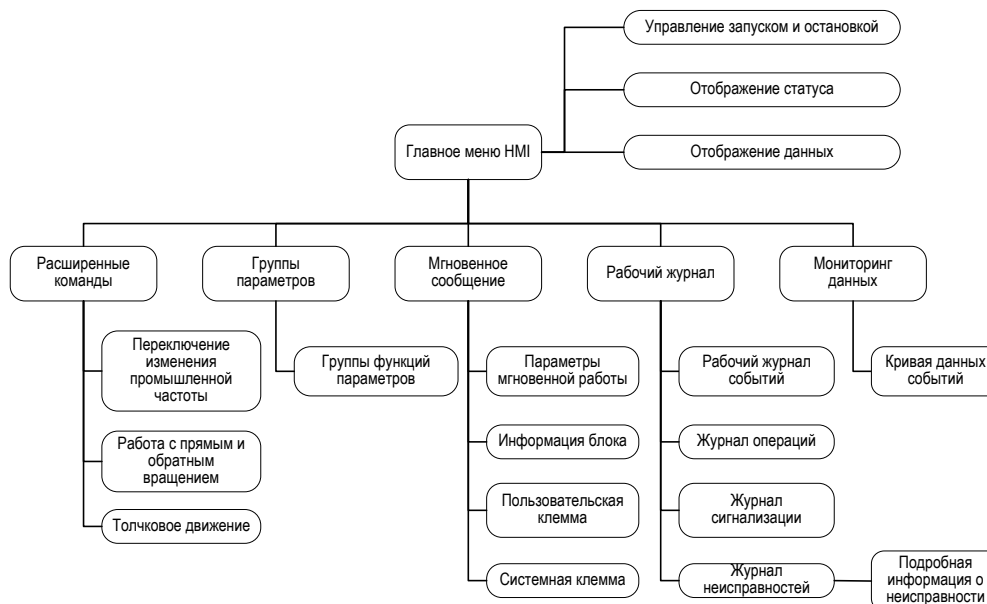 Управление запуском и остановкой
Отображение статуса
Главное меню HMI
Отображение данных
Расширенные
команды
Группы
параметров
Мгновенное
сообщение
Рабочий журнал
Мониторинг
данных
Переключение
изменения
промышленной
частоты
Группы функций
параметров
Параметры
мгновенной работы
Рабочий журнал
событий
Кривая данных
событий
Работа с прямым и
обратным
вращением
Информация блока
Журнал операций
Толчковое движение
Пользовательская
клемма
Журнал
сигнализации
Системная клемма
Журнал
неисправностей
Подробная
информация о
неисправности